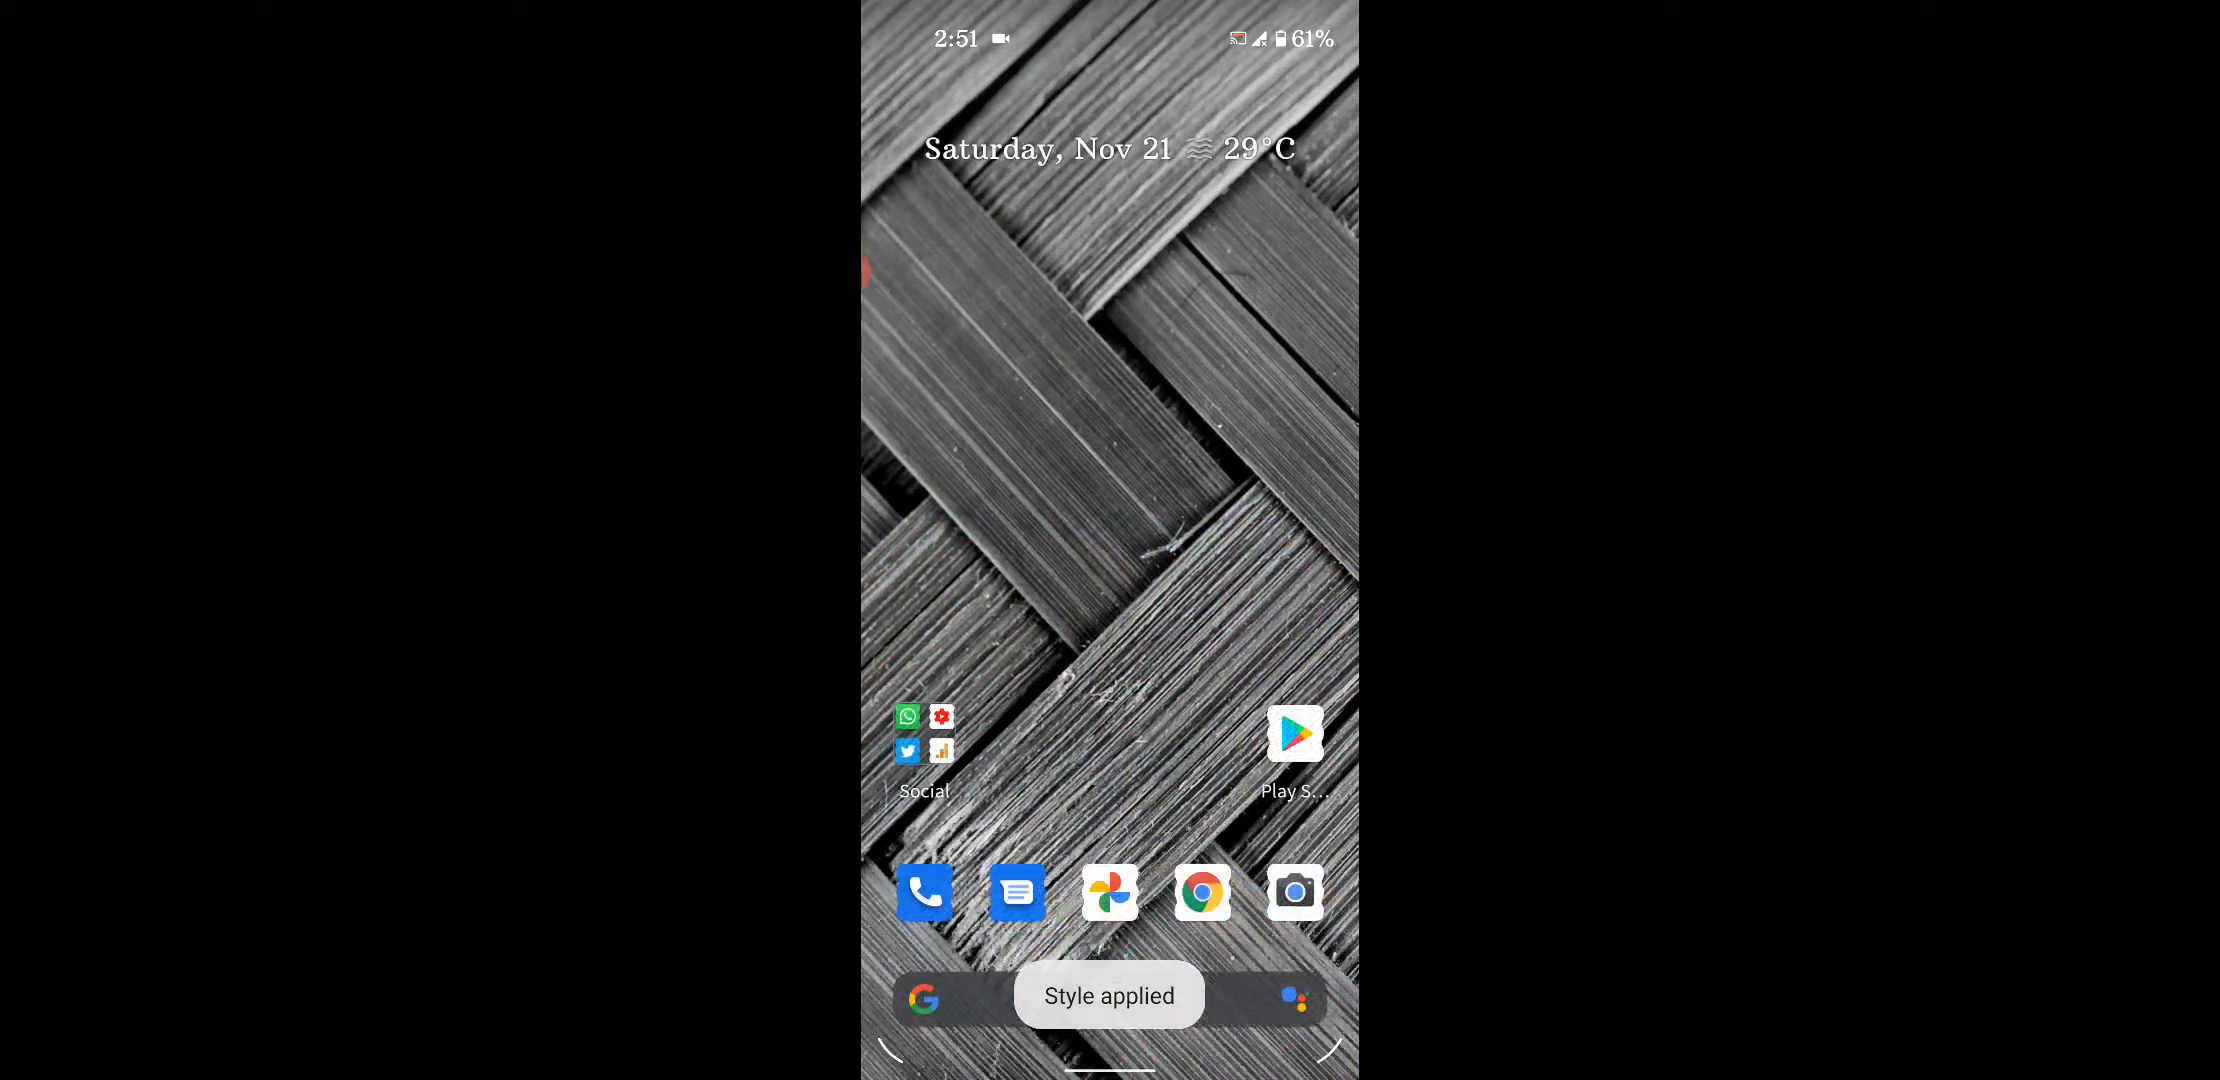 2:51 61%
Saturday, Nov 21 29°C
Social Play S...
Style applied